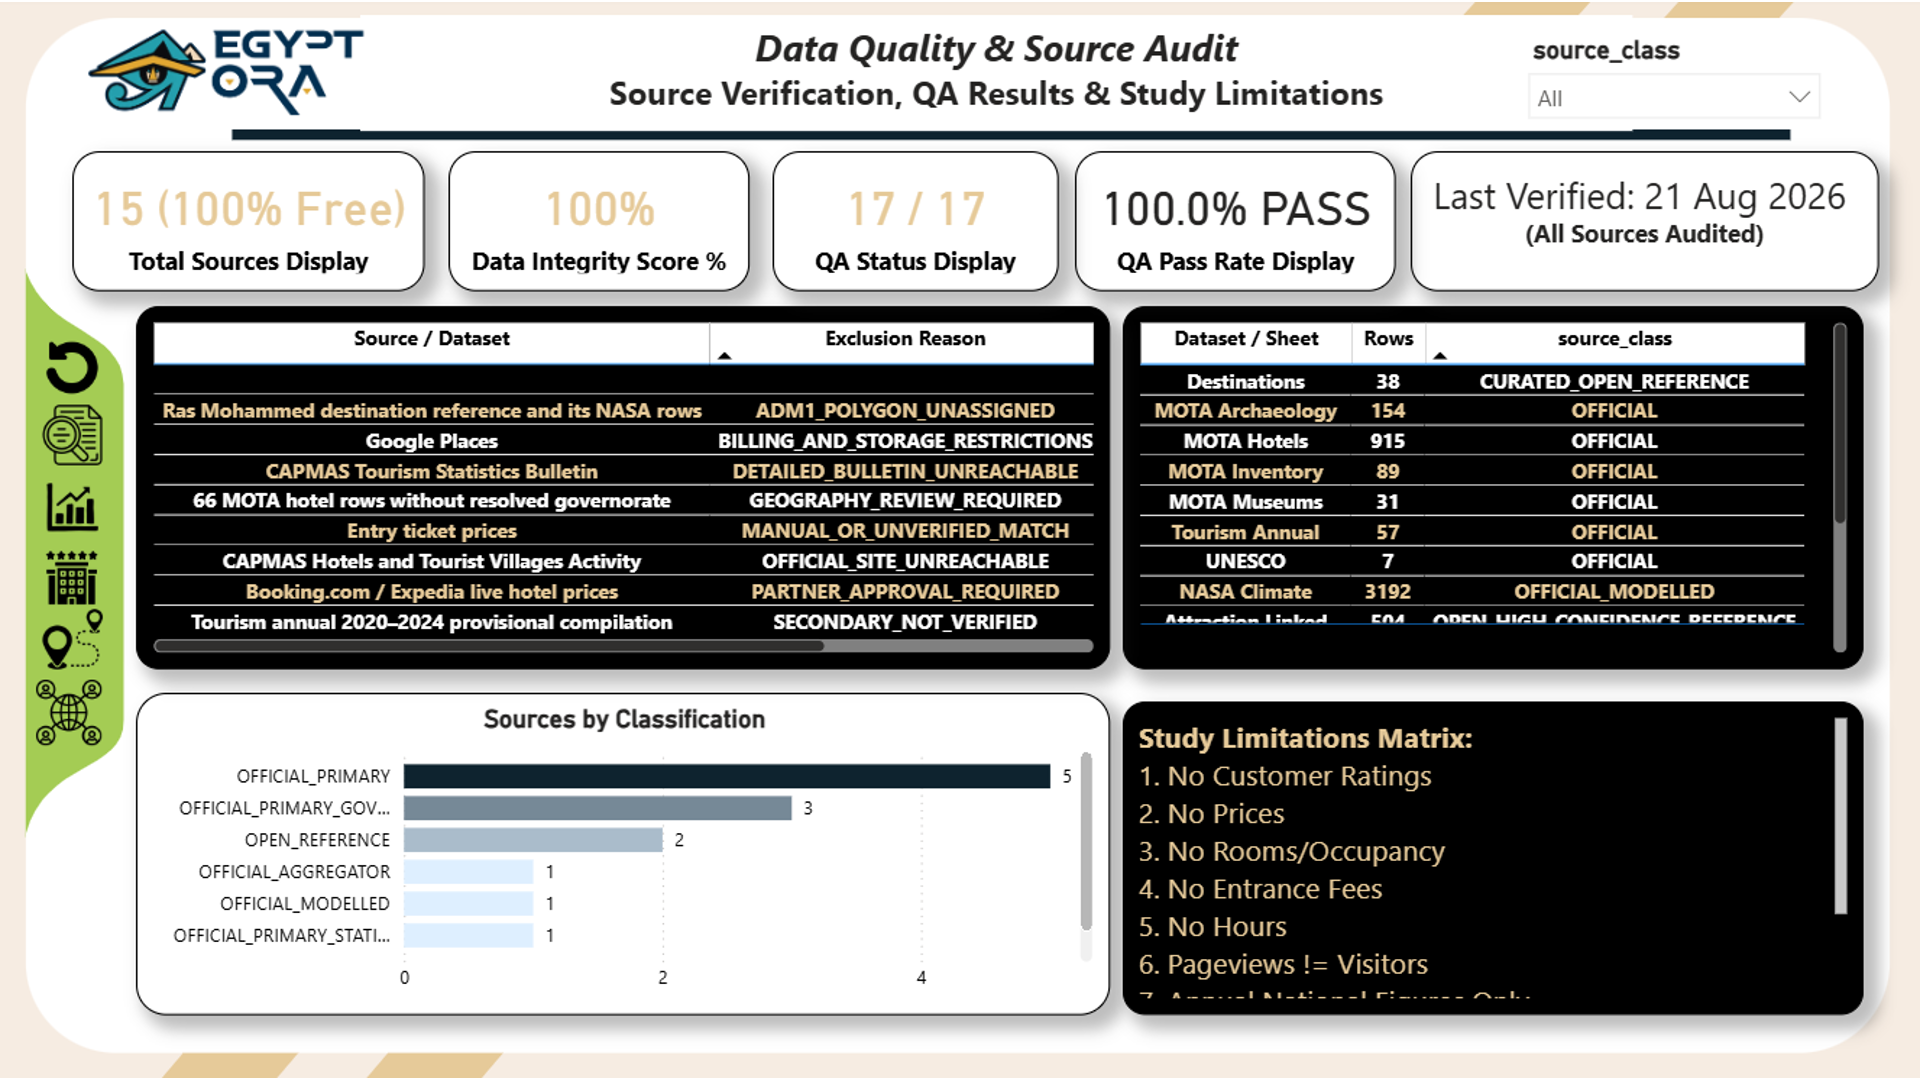 EGYPT
ORA
Data Quality & Source Audit
Source Verification, QA Results & Study Limitations
source_class
All
15 (100% Free)
Total Sources Display
100%
Data Integrity Score %
17 / 17
QA Status Display
100.0% PASS
QA Pass Rate Display
Last Verified: 21 Aug 2026
(All Sources Audited)
Source / Dataset Exclusion Reason
Ras Mohammed destination reference and its NASA rows ADM1_POLYGON_UNASSIGNED
Google Places BILLING_AND_STORAGE_RESTRICTIONS
CAPMAS Tourism Statistics Bulletin DETAILED_BULLETIN_UNREACHABLE
66 MOTA hotel rows without resolved governorate GEOGRAPHY_REVIEW_REQUIRED
Entry ticket prices MANUAL_OR_UNVERIFIED_MATCH
CAPMAS Hotels and Tourist Villages Activity OFFICIAL_SITE_UNREACHABLE
Booking.com / Expedia live hotel prices PARTNER_APPROVAL_REQUIRED
Tourism annual 2020–2024 provisional compilation SECONDARY_NOT_VERIFIED
Dataset / Sheet Rows source_class
Destinations 38 CURATED_OPEN_REFERENCE
MOTA Archaeology 154 OFFICIAL
MOTA Hotels 915 OFFICIAL
MOTA Inventory 89 OFFICIAL
MOTA Museums 31 OFFICIAL
Tourism Annual 57 OFFICIAL
UNESCO 7 OFFICIAL
NASA Climate 3192 OFFICIAL_MODELLED
Attraction Linked 504 OPEN_HIGH_CONFIDENCE_REFERENCE
Sources by Classification
OFFICIAL_PRIMARY 5
OFFICIAL_PRIMARY_GOV... 3
OPEN_REFERENCE 2
OFFICIAL_AGGREGATOR 1
OFFICIAL_MODELLED 1
OFFICIAL_PRIMARY_STATI... 1
0 2 4
Study Limitations Matrix:
1. No Customer Ratings
2. No Prices
3. No Rooms/Occupancy
4. No Entrance Fees
5. No Hours
6. Pageviews != Visitors
7. Annual National Figures Only